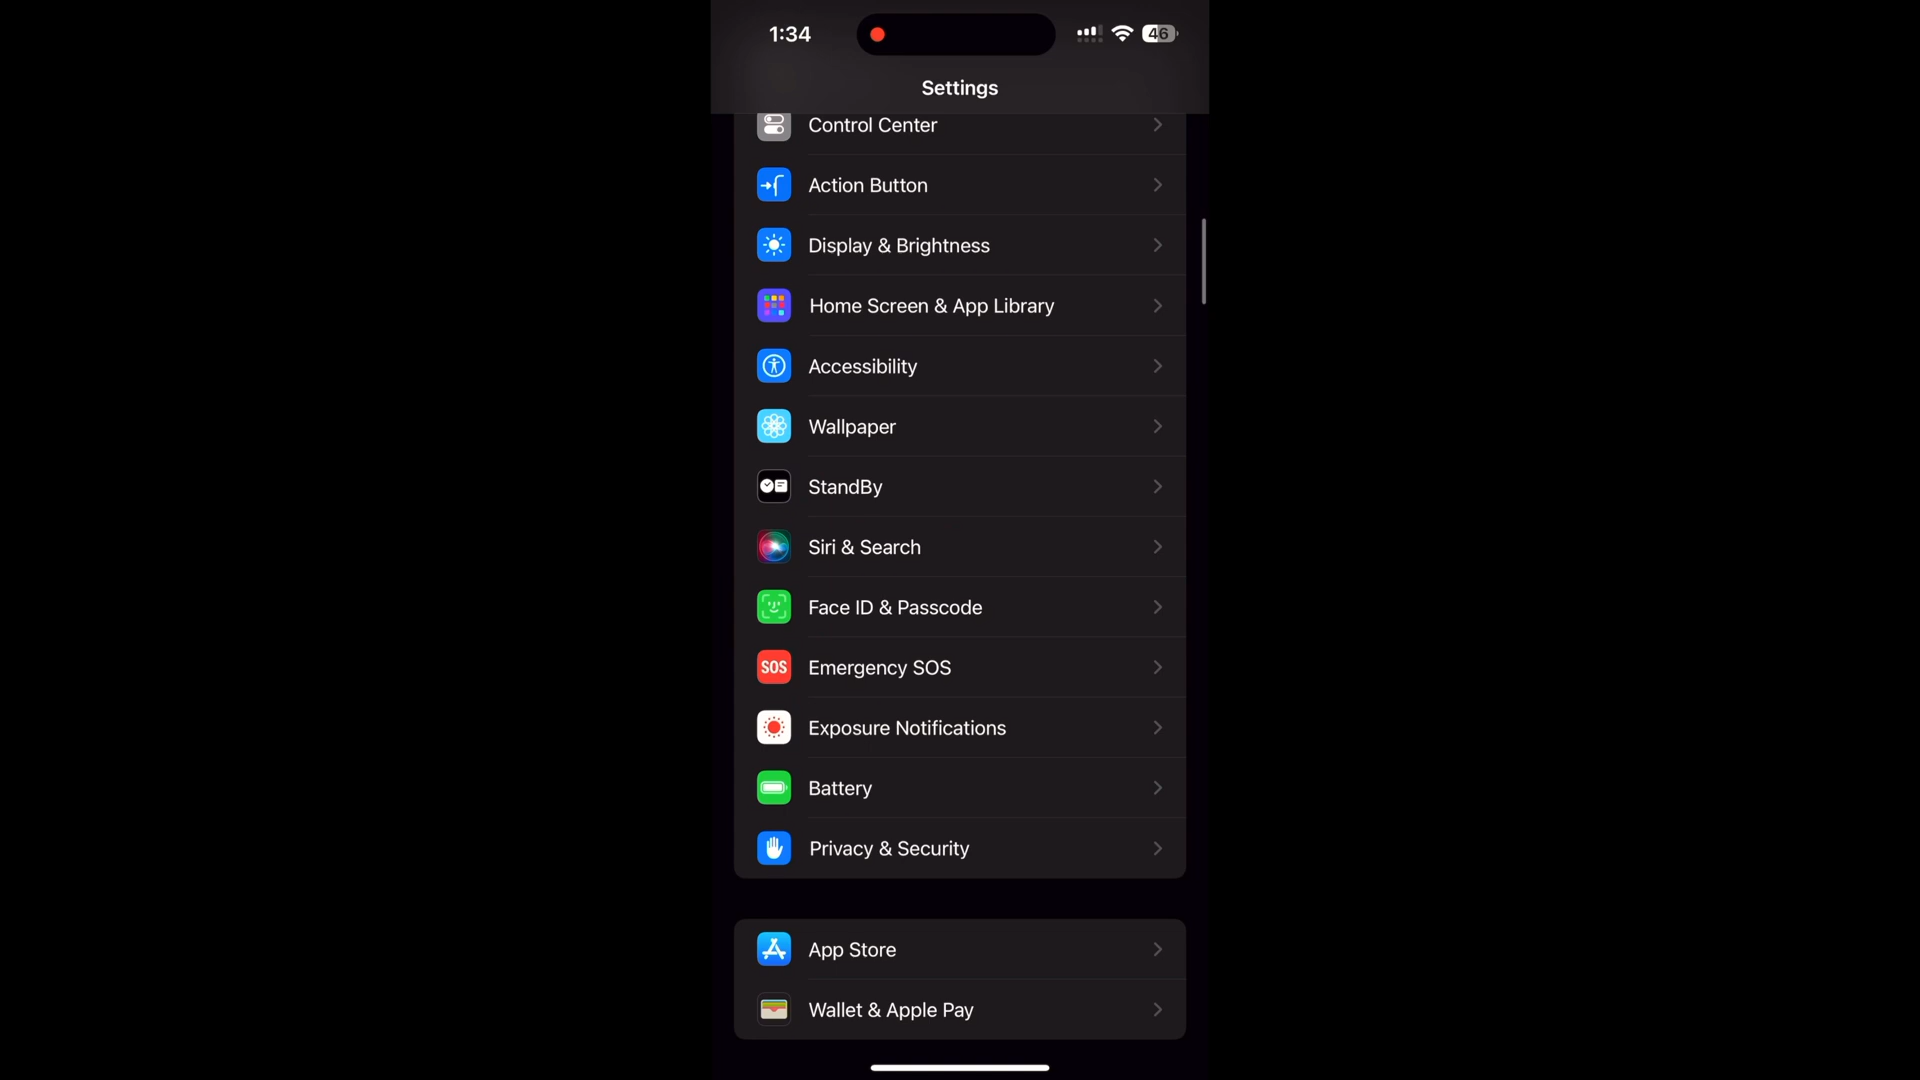 1:34
46
Settings
Control Center
Action Button
Display & Brightness
Home Screen & App Library
Accessibility
Wallpaper
StandBy
Siri & Search
Face ID & Passcode
SOS Emergency SOS
Exposure Notifications
Battery
Privacy & Security
App Store
Wallet & Apple Pay